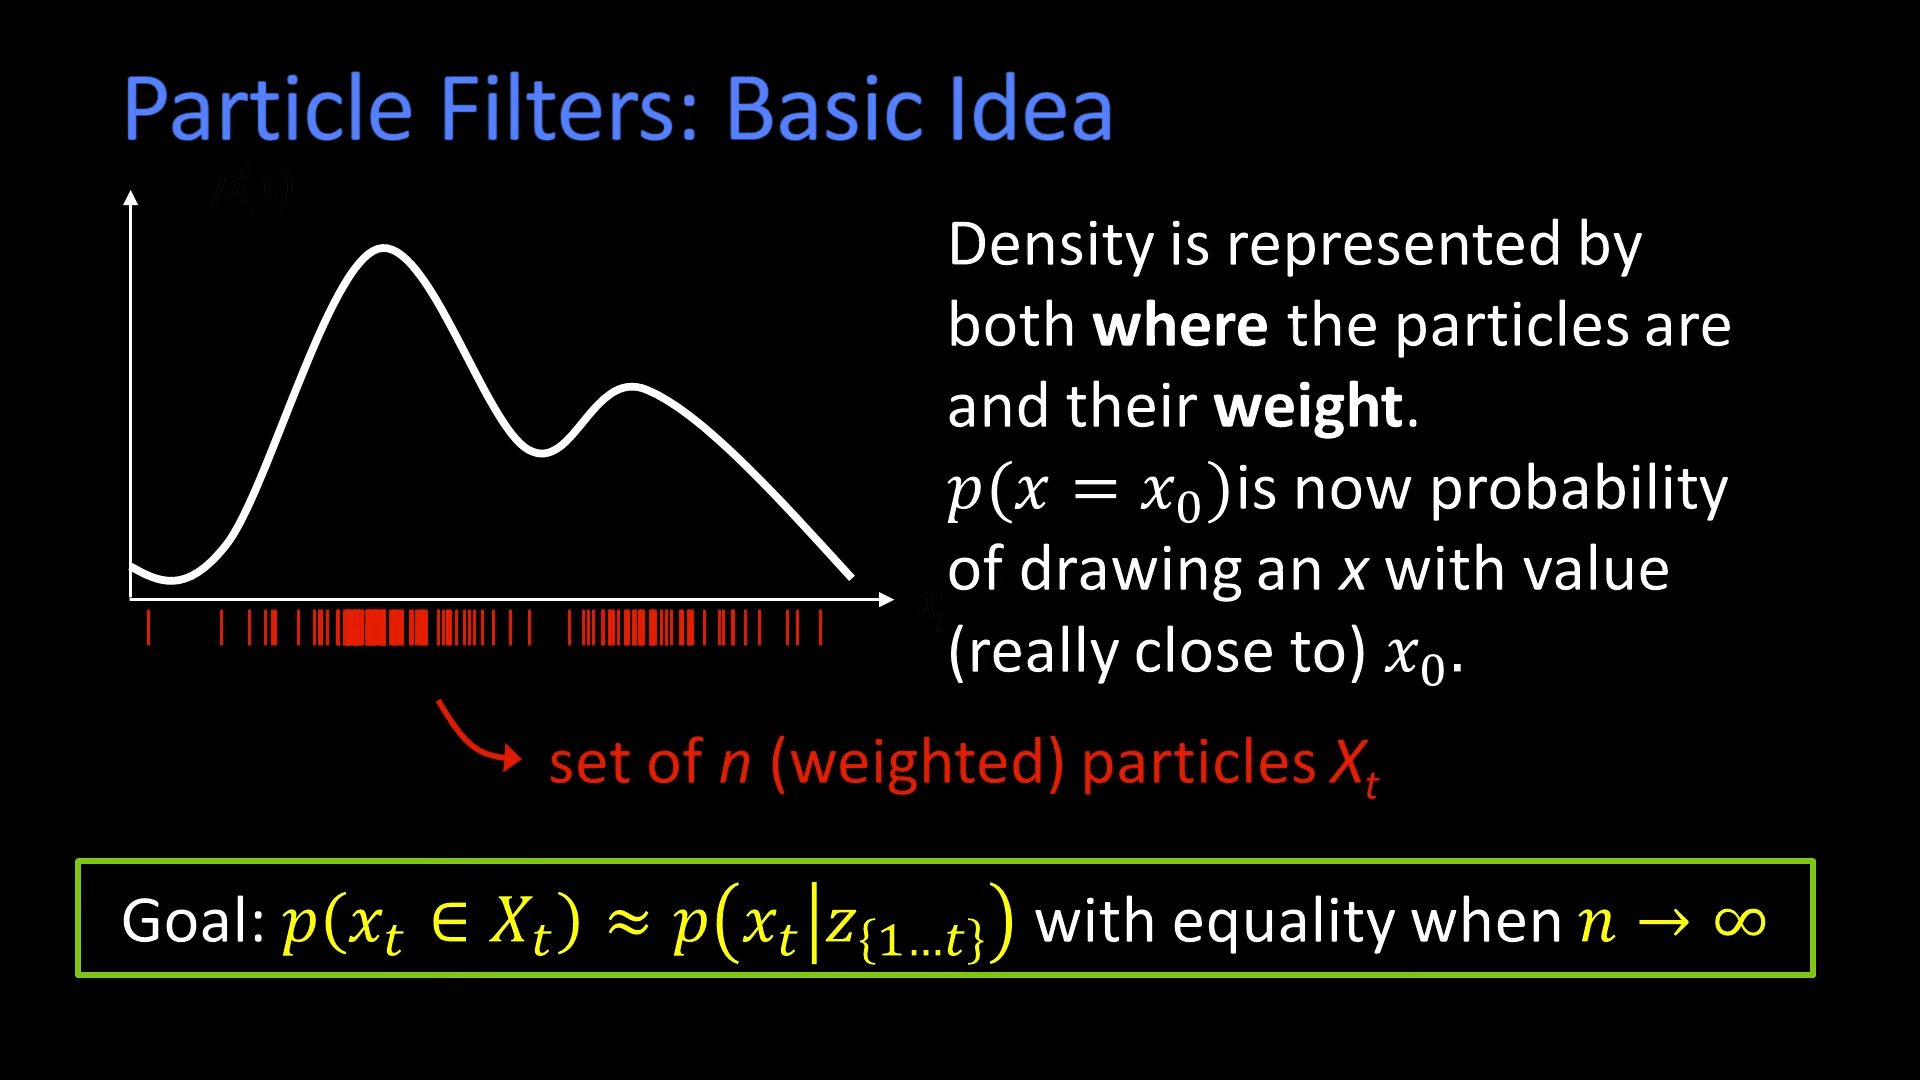 Particle Filters: Basic Idea
Density is represented by
both where the particles are
and their weight.
p(x = x₀) is now probability
of drawing an x with value
(really close to) x₀.
set of n (weighted) particles Xₜ
Goal: p(xₜ ∈ Xₜ) ≈ p(xₜ|z_{1…t}) with equality when n → ∞